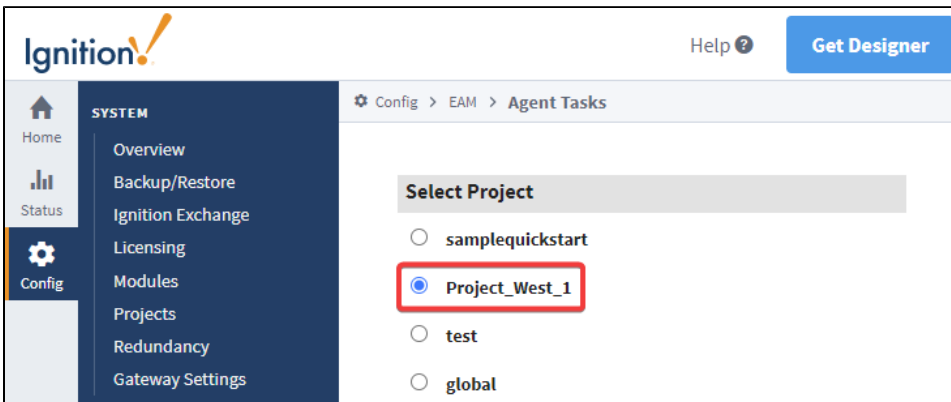 Ignition!
Help ?
Get Designer
Home
Status
Config
SYSTEM
Overview
Backup/Restore
Ignition Exchange
Licensing
Modules
Projects
Redundancy
Gateway Settings
Config > EAM > Agent Tasks
Select Project
samplequickstart
Project_West_1
test
global